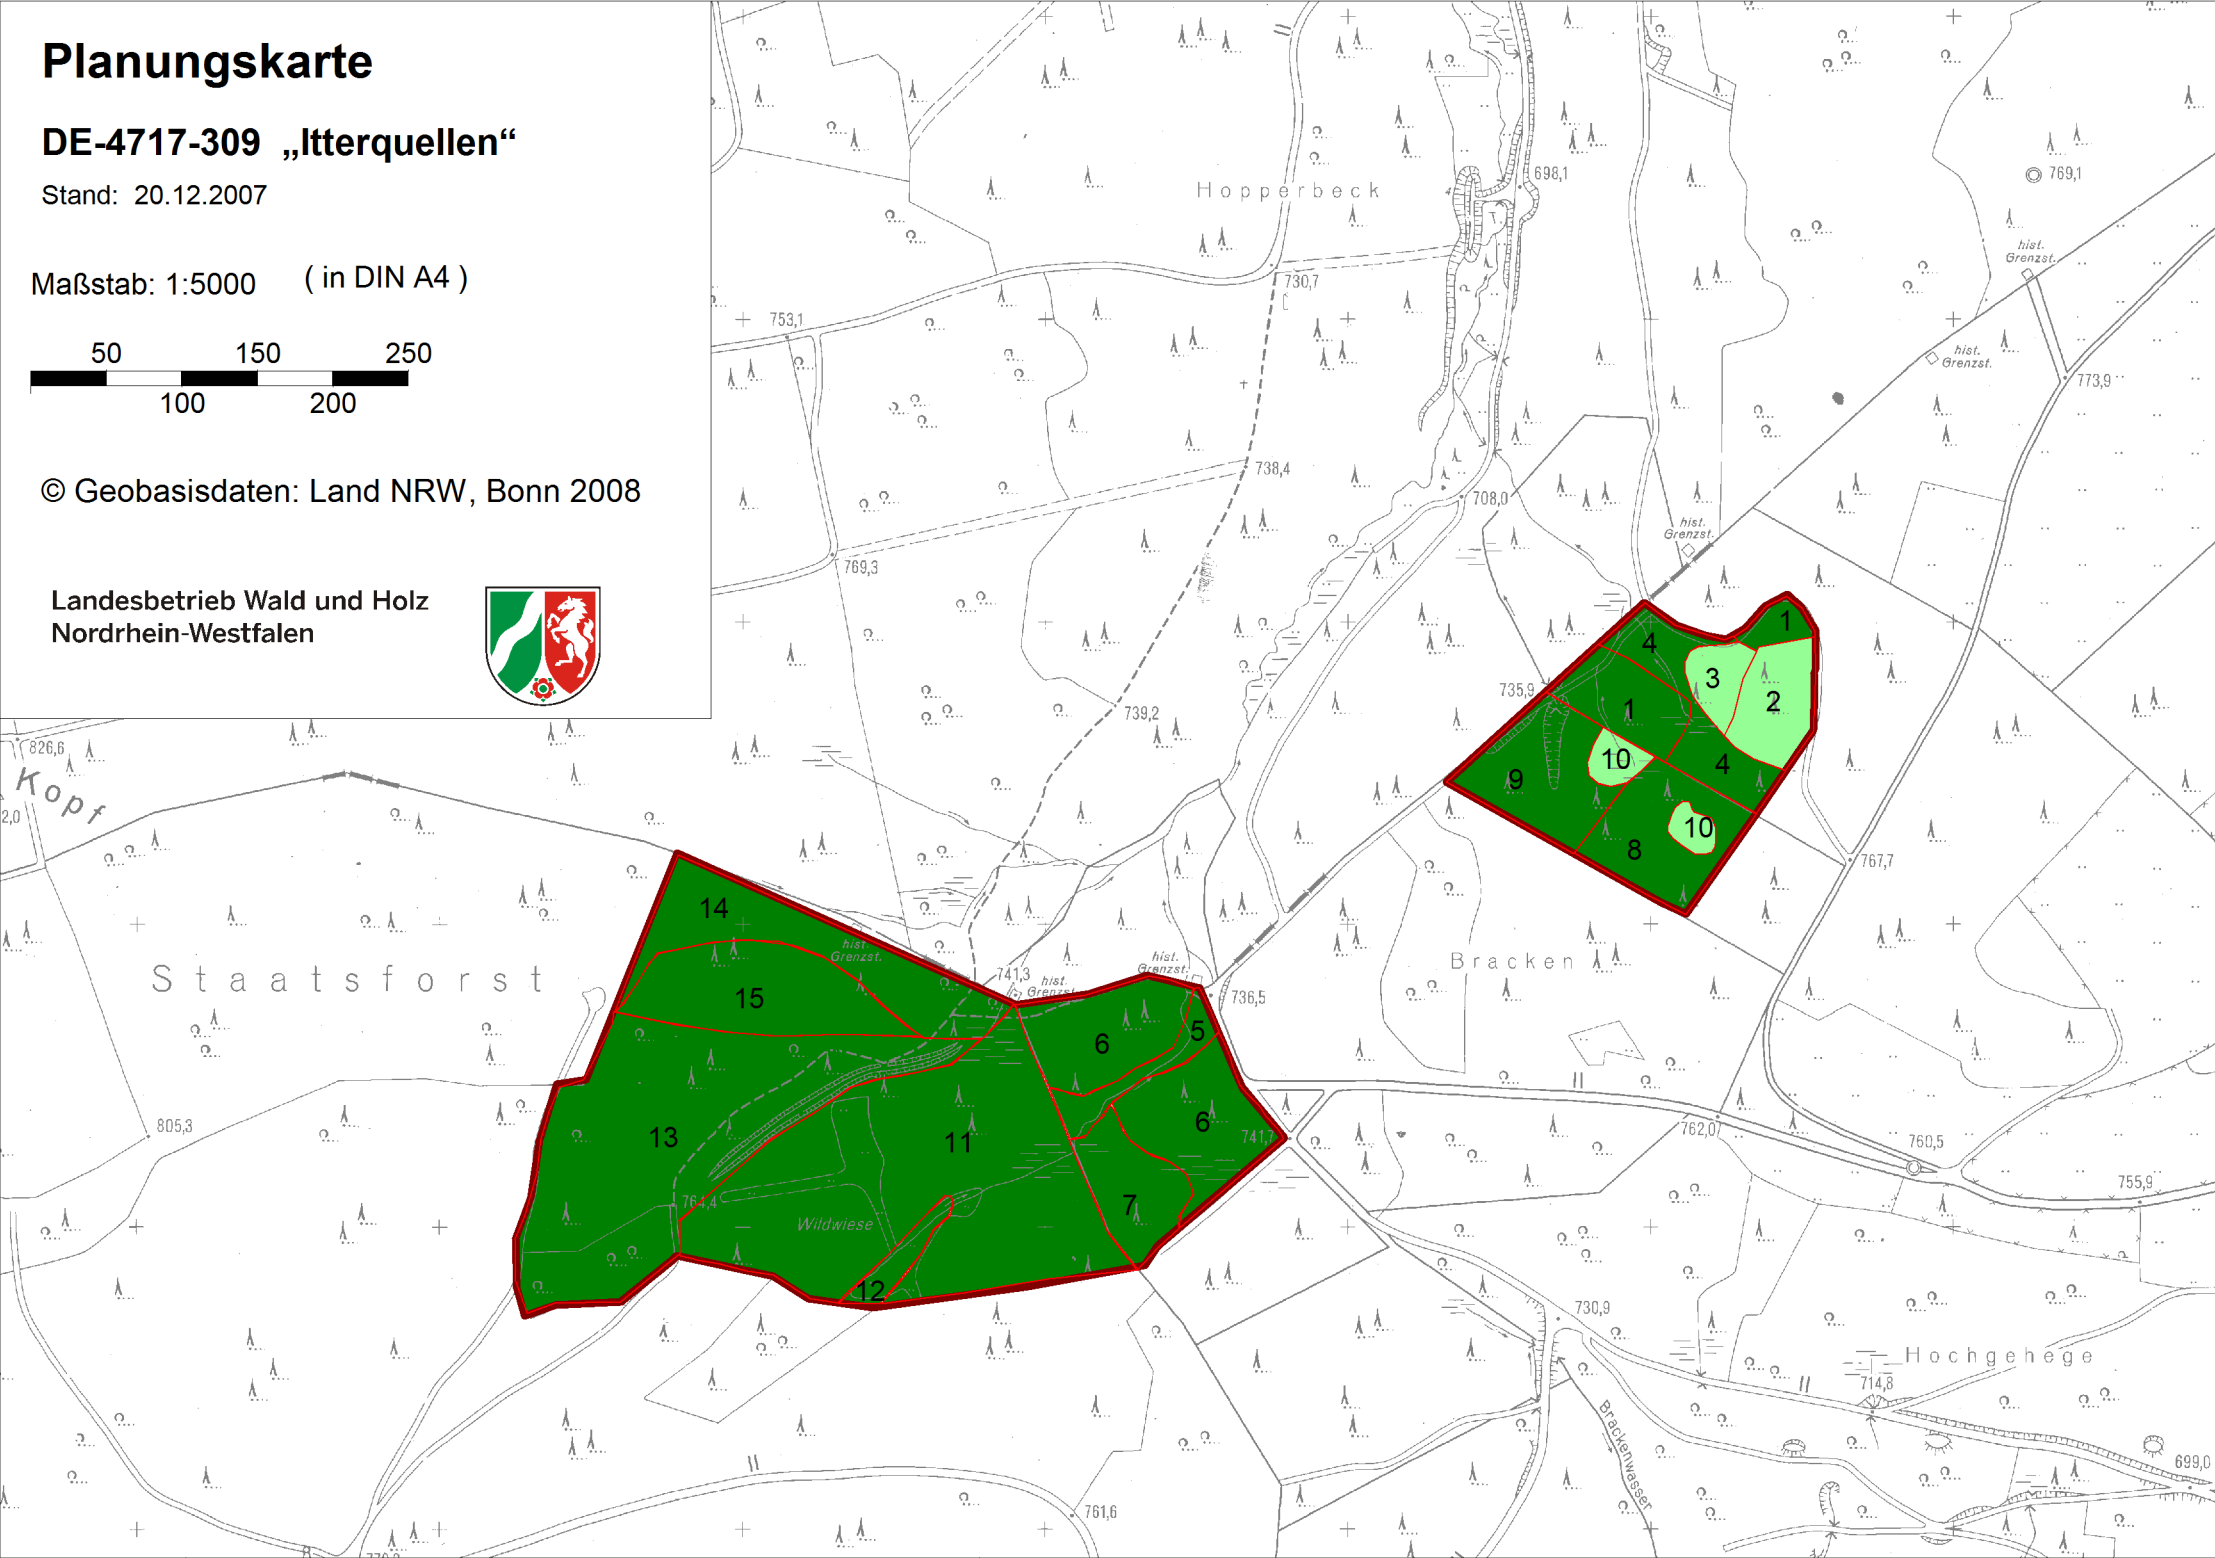 Planungskarte
DE-4717-309 „Itterquellen“
Stand: 20.12.2007
Maßstab: 1:5000 ( in DIN A4 )
50 150 250
100 200
© Geobasisdaten: Land NRW, Bonn 2008
Landesbetrieb Wald und Holz
Nordrhein-Westfalen
698,1
769,1
Hopperbeck
hist.
Grenzst.
730,7
753,1
hist.
Grenzst.
773,9
738,4
708,0
hist.
Grenzst.
769,3
1
4
3
735,9
2
1
739,2
826,6
10
4
9
Kopf
2,0
10
8
767,7
14
hist.
Grenzst.
Bracken
hist.
Grenzst.
Staatsforst
741,3
hist.
Grenzst.
15
736,5
5
6
805,3
13
11
6
741,7
762,0
760,5
755,9
764,4
7
Wildwiese
12
730,9
Hochgehege
714,8
Brackenwasser
699,0
761,6